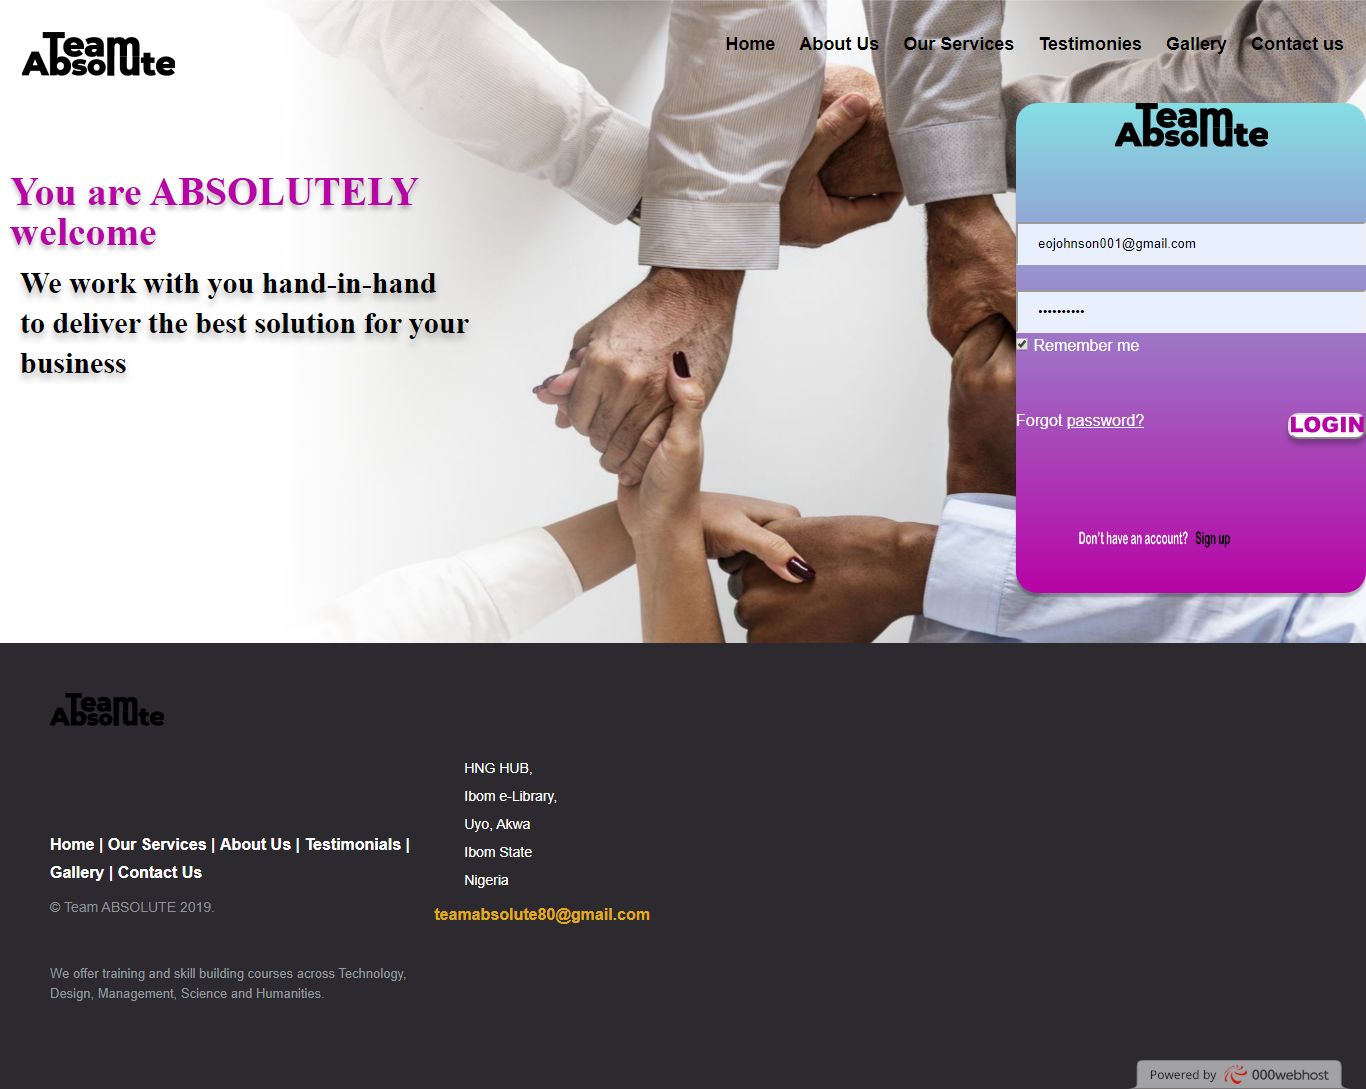 Team
Absolute
Home About Us Our Services Testimonies Gallery Contact us
Team
Absolute
You are ABSOLUTELY
welcome
We work with you hand-in-hand
to deliver the best solution for your
business
eojohnson001@gmail.com
••••••••••
Remember me
Forgot password?
LOGIN
Don't have an account? Sign up
Team
Absolute
Home | Our Services | About Us | Testimonials |
Gallery | Contact Us
© Team ABSOLUTE 2019.
We offer training and skill building courses across Technology,
Design, Management, Science and Humanities.
HNG HUB,
Ibom e-Library,
Uyo, Akwa
Ibom State
Nigeria
teamabsolute80@gmail.com
Powered by 000webhost